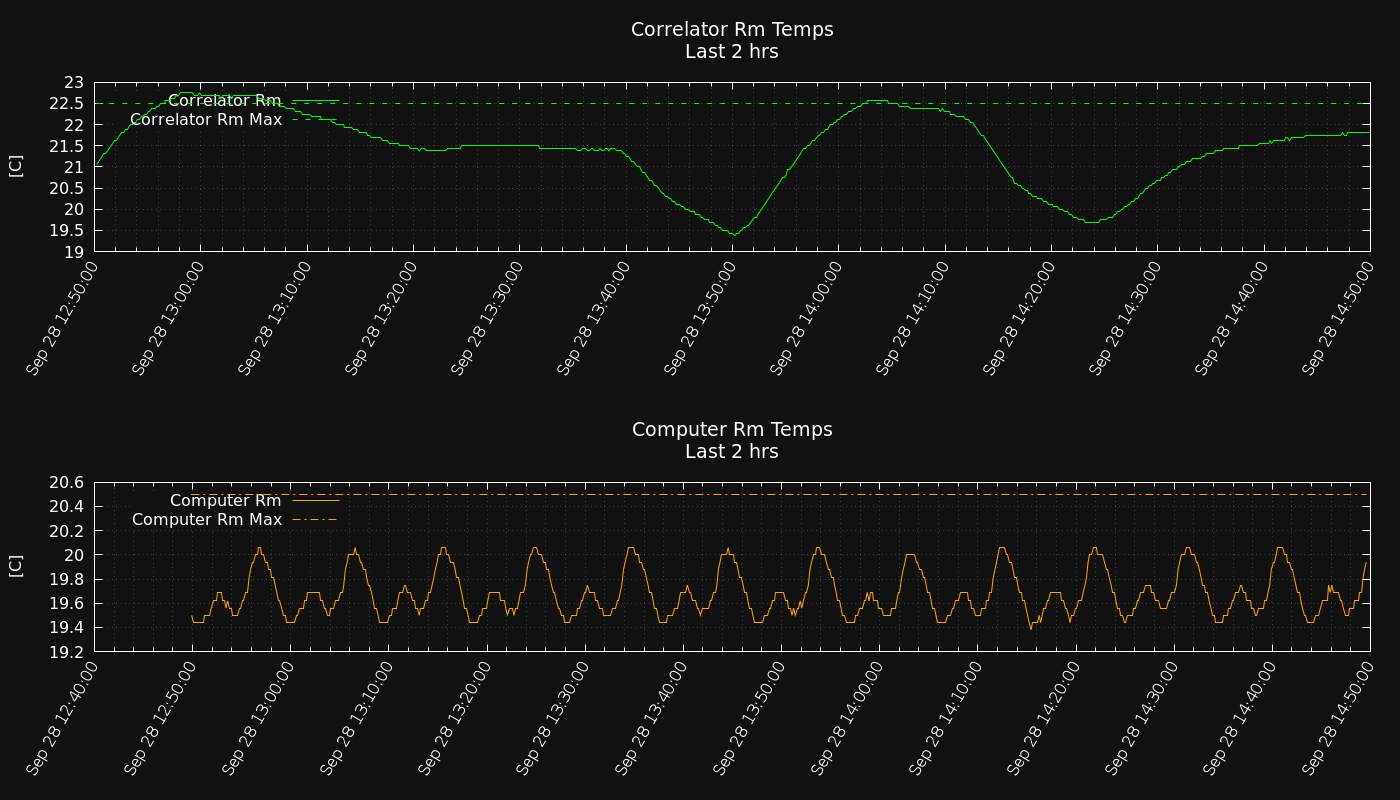 Correlator Rm Temps
Last 2 hrs
23
22.5
22
21.5
21
20.5
20
19.5
19
[C]
Correlator Rm
Correlator Rm Max
Sep 28 12:50:00
Sep 28 13:00:00
Sep 28 13:10:00
Sep 28 13:20:00
Sep 28 13:30:00
Sep 28 13:40:00
Sep 28 13:50:00
Sep 28 14:00:00
Sep 28 14:10:00
Sep 28 14:20:00
Sep 28 14:30:00
Sep 28 14:40:00
Sep 28 14:50:00
Computer Rm Temps
Last 2 hrs
20.6
20.4
20.2
20
19.8
19.6
19.4
19.2
[C]
Computer Rm
Computer Rm Max
Sep 28 12:40:00
Sep 28 12:50:00
Sep 28 13:00:00
Sep 28 13:10:00
Sep 28 13:20:00
Sep 28 13:30:00
Sep 28 13:40:00
Sep 28 13:50:00
Sep 28 14:00:00
Sep 28 14:10:00
Sep 28 14:20:00
Sep 28 14:30:00
Sep 28 14:40:00
Sep 28 14:50:00